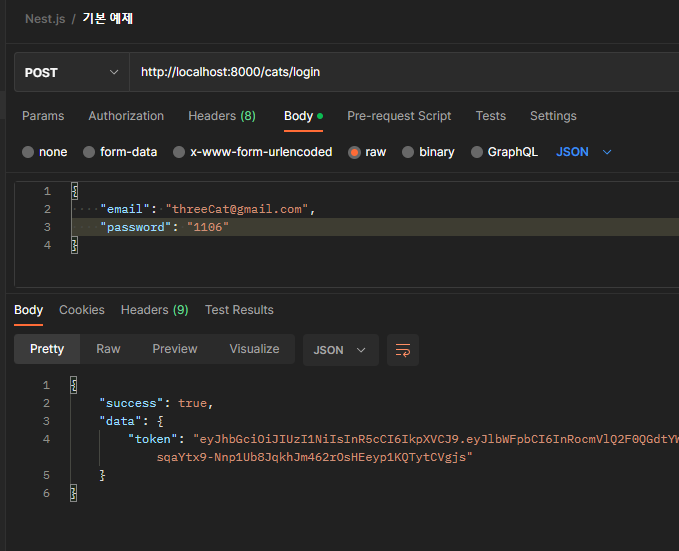 Nest.js / 기본 예제
POST http://localhost:8000/cats/login
Params Authorization Headers (8) Body Pre-request Script Tests Settings
none form-data x-www-form-urlencoded raw binary GraphQL JSON
1 {
2 "email": "threeCat@gmail.com",
3 "password": "1106"
4 }
Body Cookies Headers (9) Test Results
Pretty Raw Preview Visualize JSON
1 {
2 "success": true,
3 "data": {
4 "token": "eyJhbGciOiJIUzI1NiIsInR5cCI6IkpXVCJ9.eyJlbWFpbCI6InRocmVlQ2F0QGdtYW
sqaYtx9-Nnp1Ub8JqkhJm462rOsHEeyp1KQTytCVgjs"
5 }
6 }